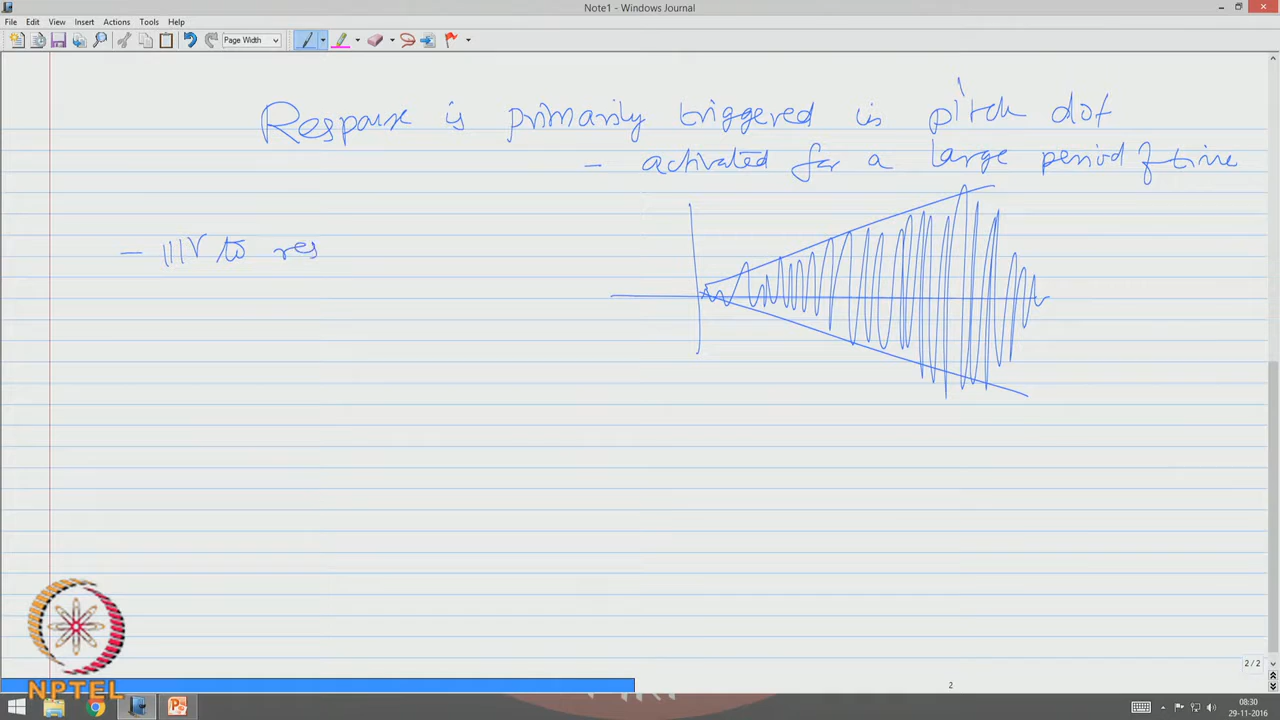 Note1 - Windows Journal
File Edit View Insert Actions Tools Help
Page Width
Response is primarily triggered in pitch dof
- activated for a large period of time
- |||ly to res
2/2
NPTEL
2
08:30
29-11-2016